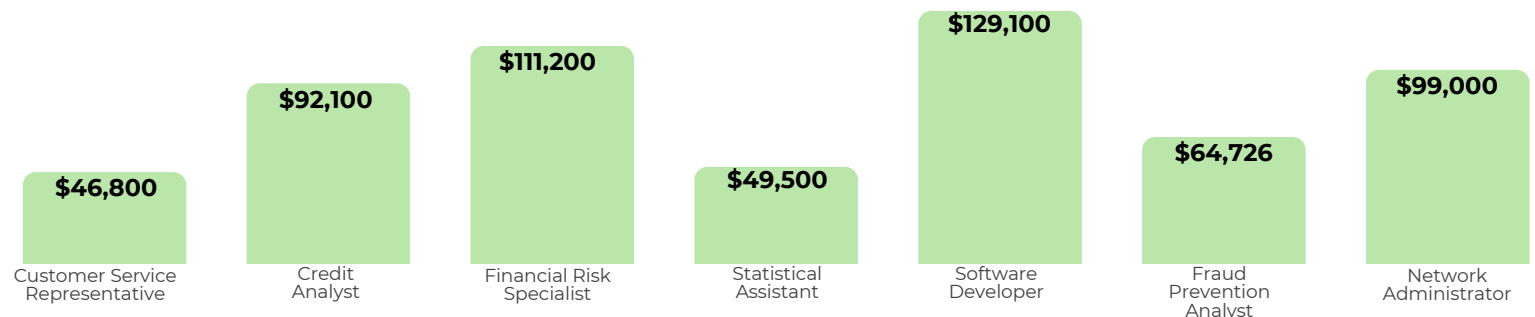 $46,800
Customer Service
Representative
$92,100
Credit
Analyst
$111,200
Financial Risk
Specialist
$49,500
Statistical
Assistant
$129,100
Software
Developer
$64,726
Fraud
Prevention
Analyst
$99,000
Network
Administrator